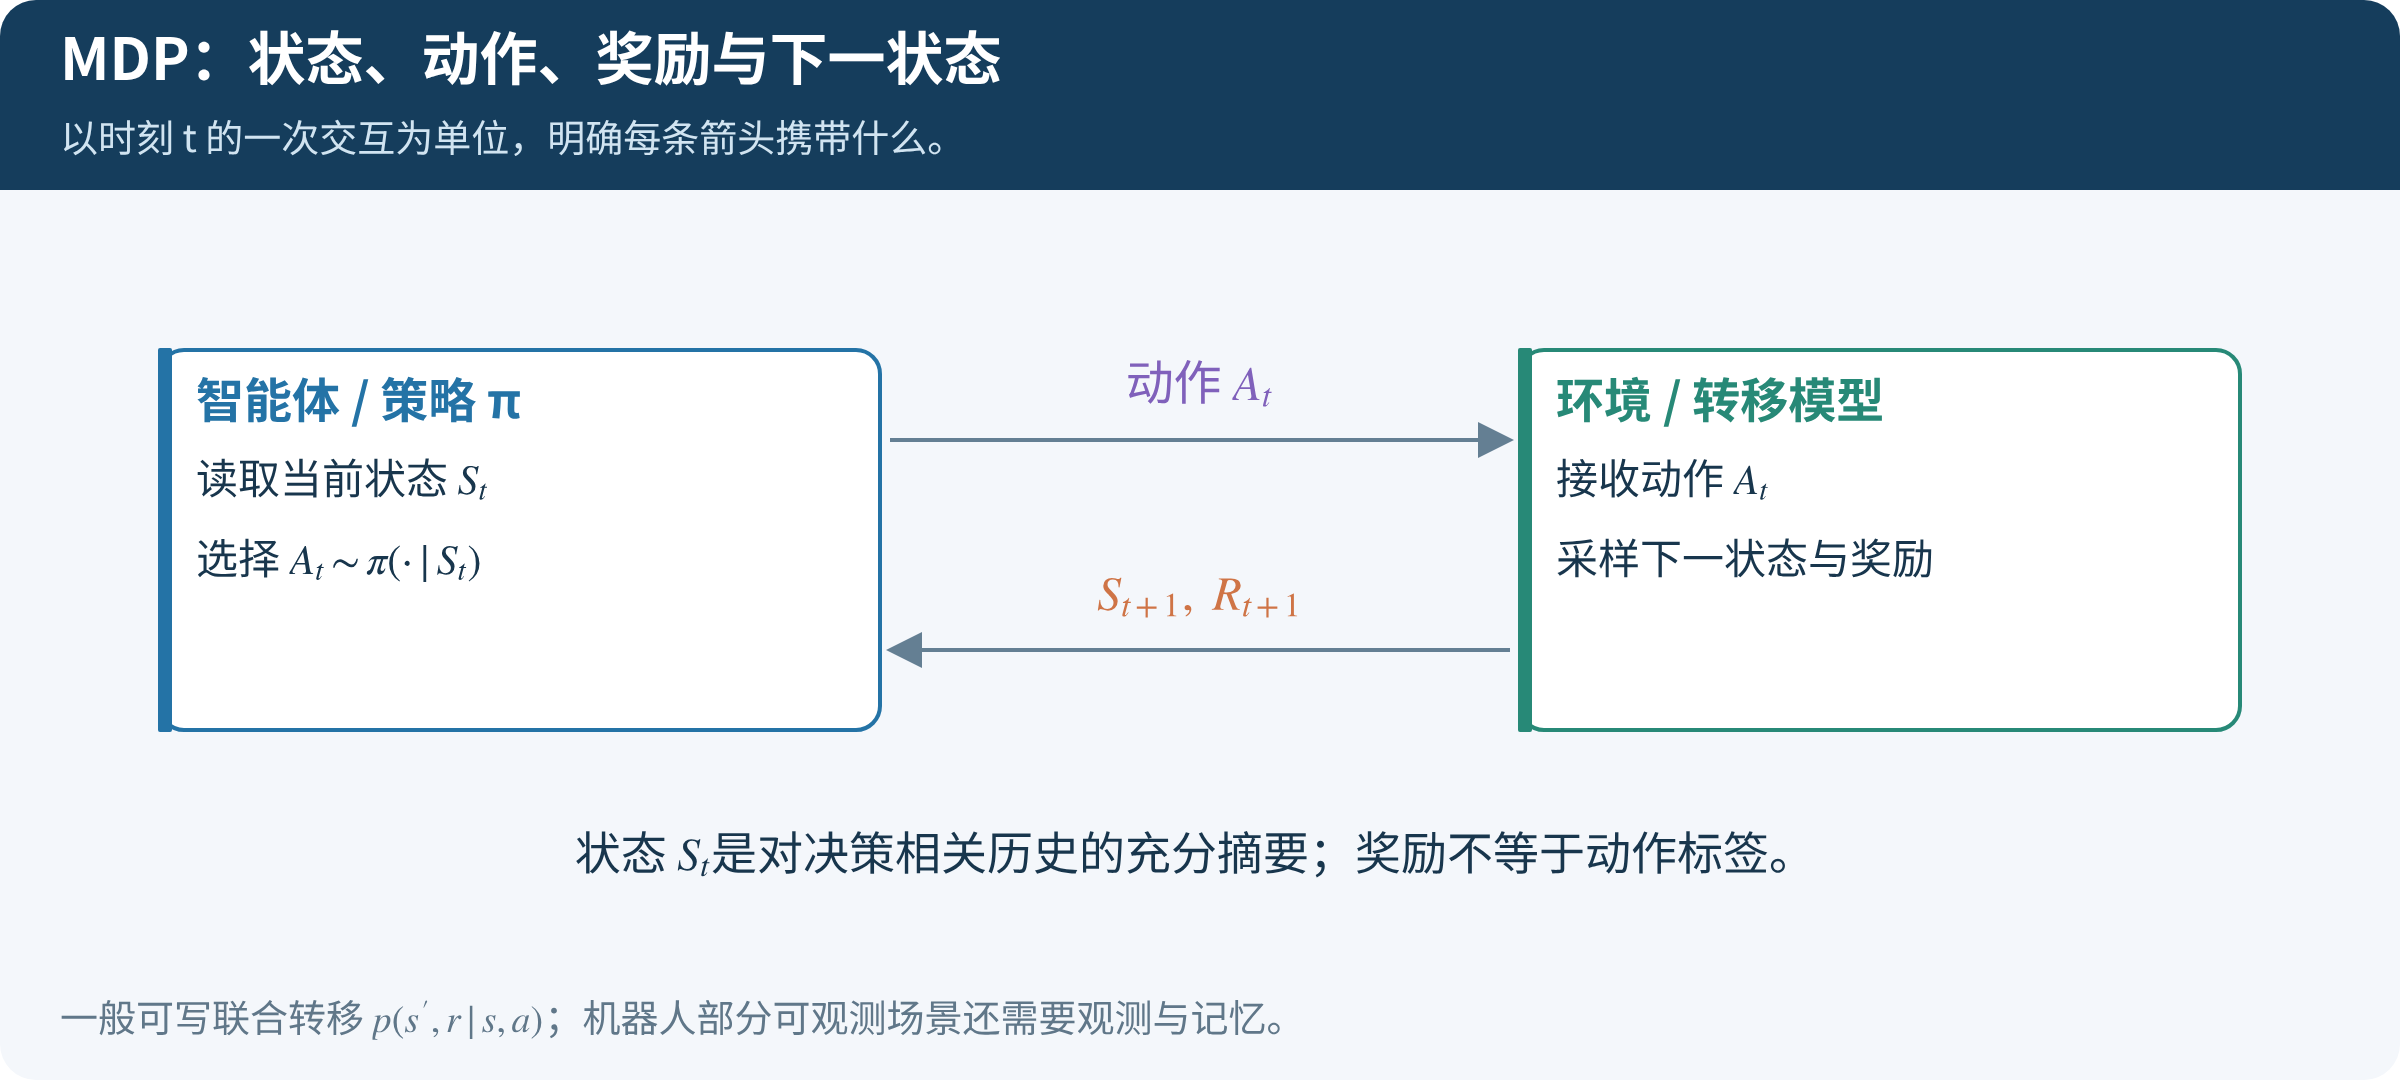 MDP：状态、动作、奖励与下一状态
以时刻 t 的一次交互为单位，明确每条箭头携带什么。
智能体 / 策略 π
读取当前状态 S_t
选择 A_t ~ π(· | S_t)
动作 A_t
S_{t+1}, R_{t+1}
环境 / 转移模型
接收动作 A_t
采样下一状态与奖励
状态 S_t是对决策相关历史的充分摘要；奖励不等于动作标签。
一般可写联合转移 p(s′, r | s, a)；机器人部分可观测场景还需要观测与记忆。